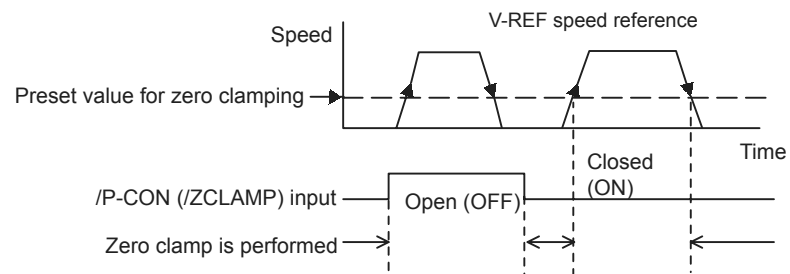 V-REF speed reference
Speed
Preset value for zero clamping
Time
Closed
(ON)
/P-CON (/ZCLAMP) input
Open (OFF)
Zero clamp is performed